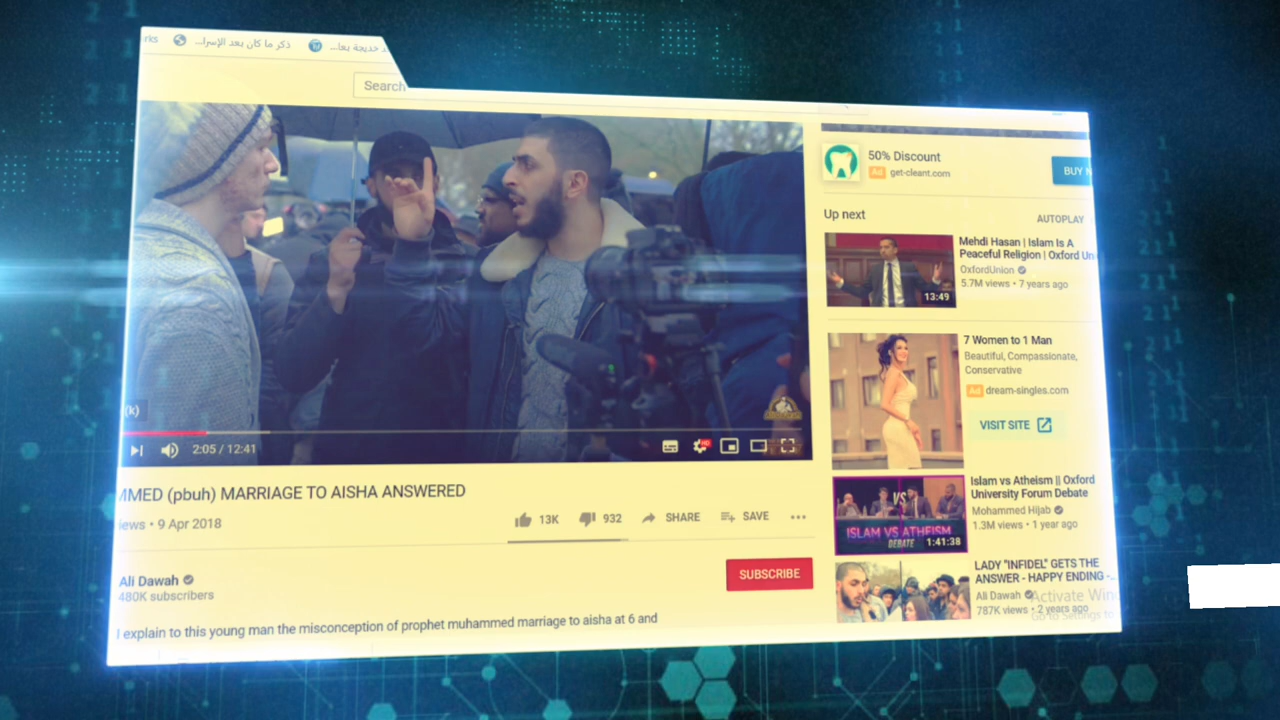 rks
ذكر ما كان بعد الإسرا...
د خديجة بعا...
Search
(k)
2:05 / 12:41
HD
MMED (pbuh) MARRIAGE TO AISHA ANSWERED
iews • 9 Apr 2018
13K
932
SHARE
SAVE
Ali Dawah
480K subscribers
I explain to this young man the misconception of prophet muhammed marriage to aisha at 6 and
SUBSCRIBE
50% Discount
Ad get-cleant.com
BUY N
Up next
AUTOPLAY
Mehdi Hasan | Islam Is A
Peaceful Religion | Oxford Un
OxfordUnion
5.7M views • 7 years ago
13:49
7 Women to 1 Man
Beautiful, Compassionate,
Conservative
Ad dream-singles.com
VISIT SITE
Islam vs Atheism || Oxford
University Forum Debate
Mohammed Hijab
1.3M views • 1 year ago
VS
ISLAM VS ATHEISM
DEBATE
1:41:38
LADY "INFIDEL" GETS THE
ANSWER - HAPPY ENDING -...
Ali Dawah
787K views • 2 years ago
Activate Win
Go to Settings to